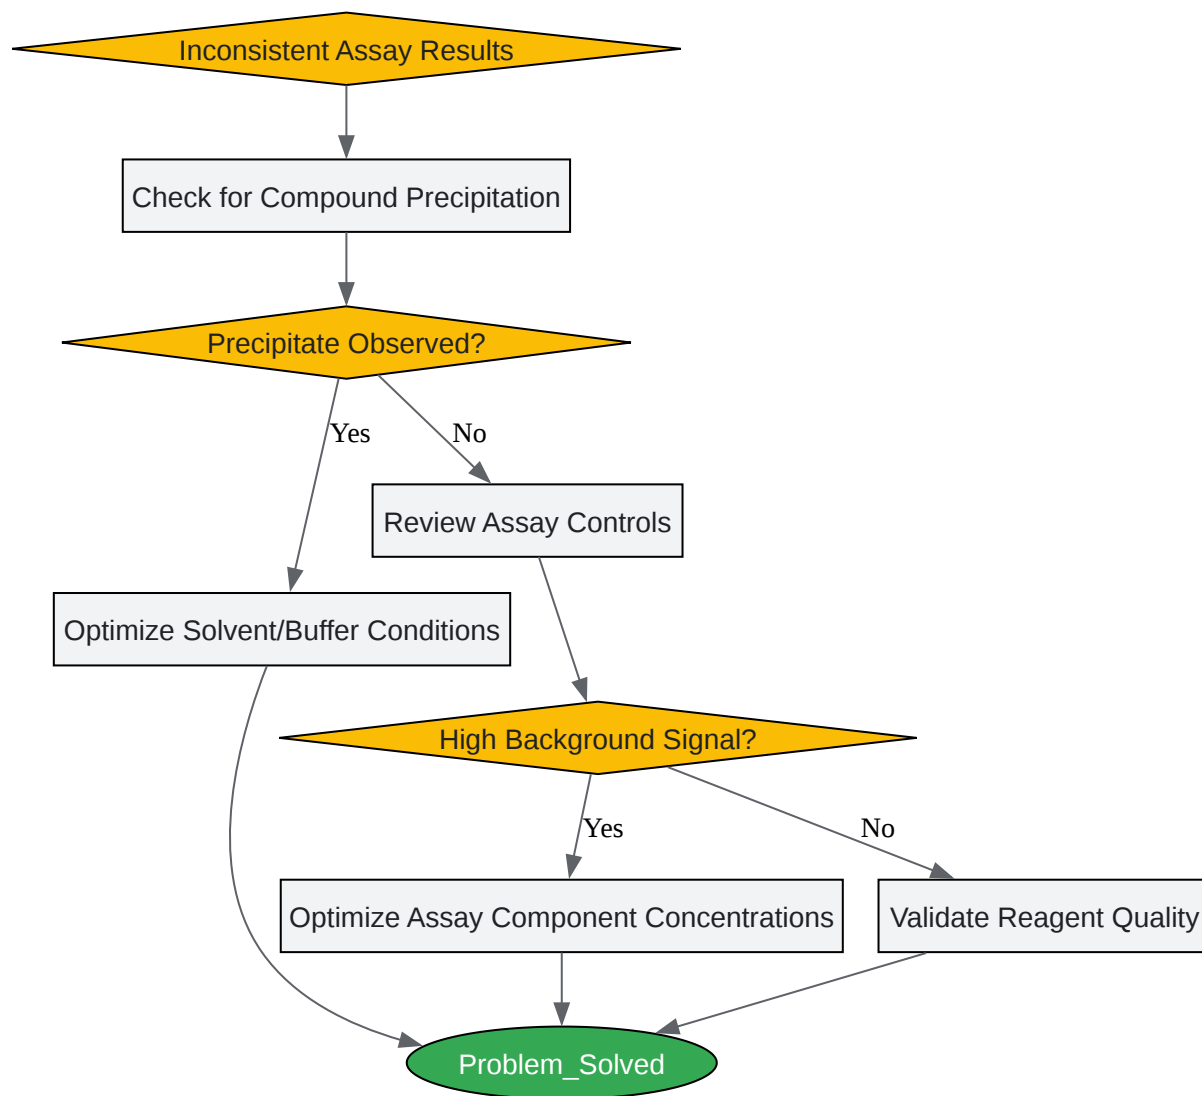 Inconsistent Assay Results
Check for Compound Precipitation
Precipitate Observed?
Yes
No
Review Assay Controls
Optimize Solvent/Buffer Conditions
High Background Signal?
Yes
No
Optimize Assay Component Concentrations
Validate Reagent Quality
Problem_Solved